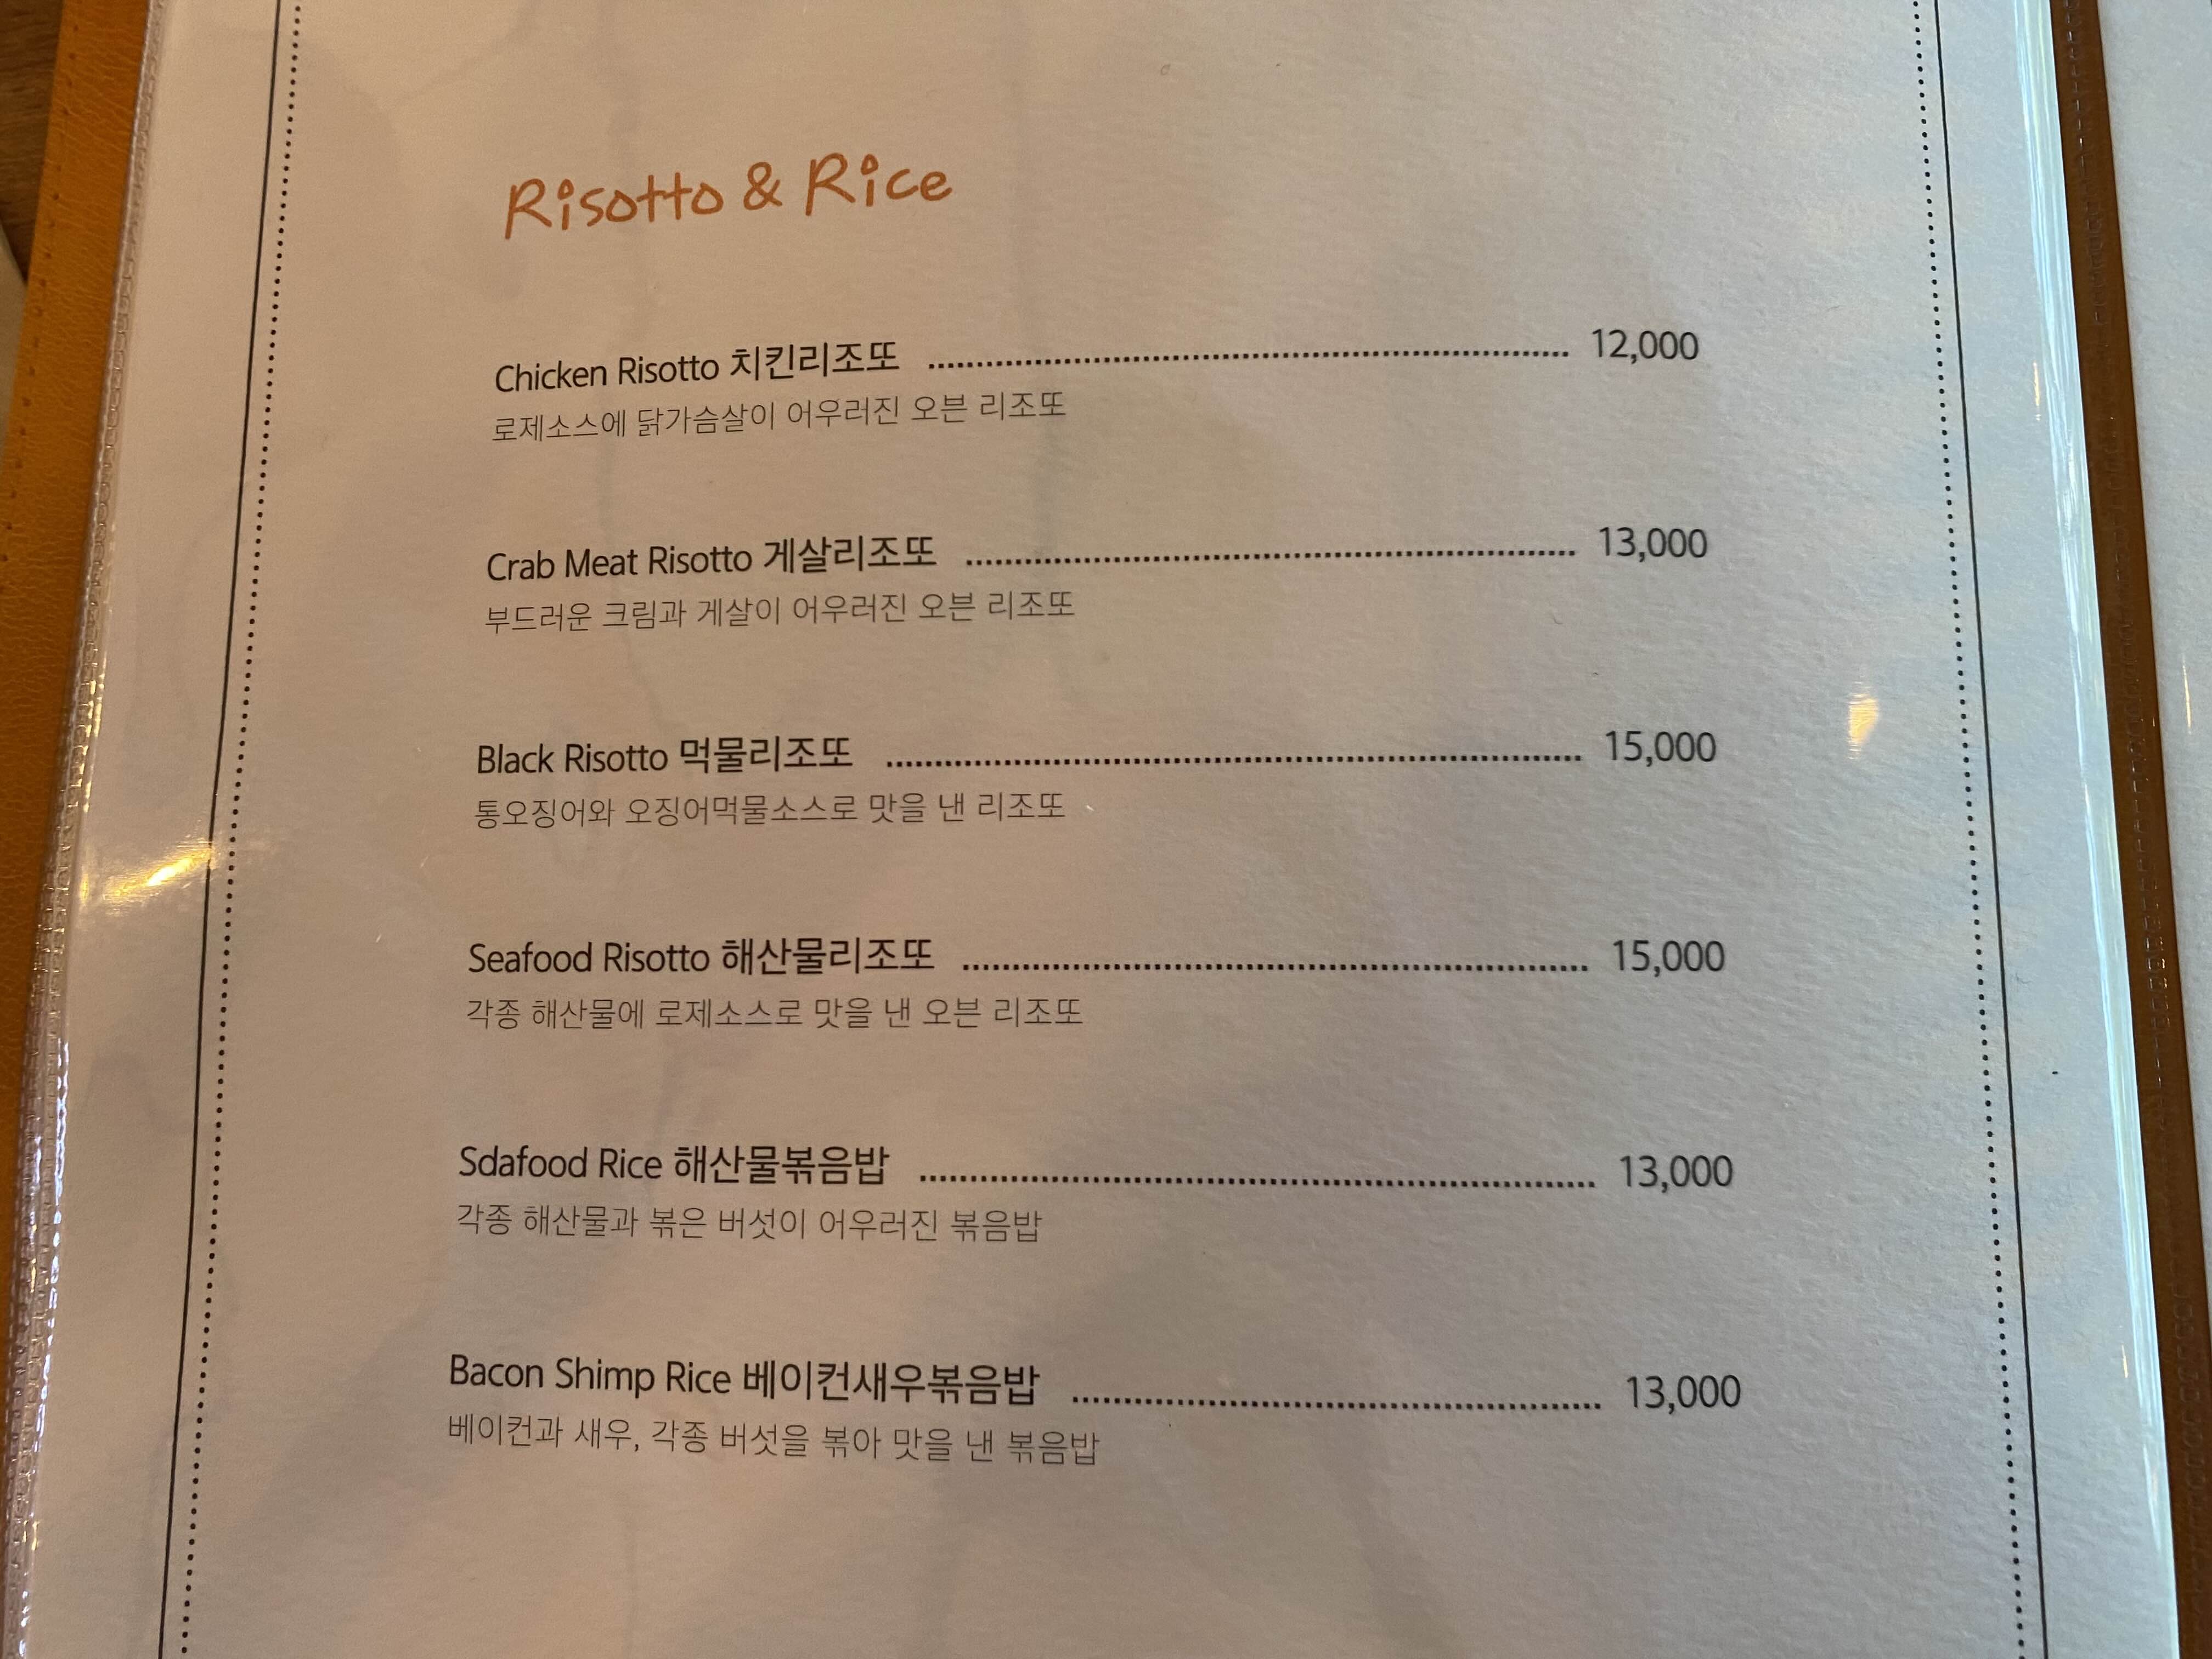 Risotto & Rice
Chicken Risotto 치킨리조또 ........................................ 12,000
로제소스에 닭가슴살이 어우러진 오븐 리조또
Crab Meat Risotto 게살리조또 ........................................ 13,000
부드러운 크림과 게살이 어우러진 오븐 리조또
Black Risotto 먹물리조또 ........................................ 15,000
통오징어와 오징어먹물소스로 맛을 낸 리조또
Seafood Risotto 해산물리조또 ........................................ 15,000
각종 해산물에 로제소스로 맛을 낸 오븐 리조또
Sdafood Rice 해산물볶음밥 ........................................ 13,000
각종 해산물과 볶은 버섯이 어우러진 볶음밥
Bacon Shimp Rice 베이컨새우볶음밥 ........................................ 13,000
베이컨과 새우, 각종 버섯을 볶아 맛을 낸 볶음밥